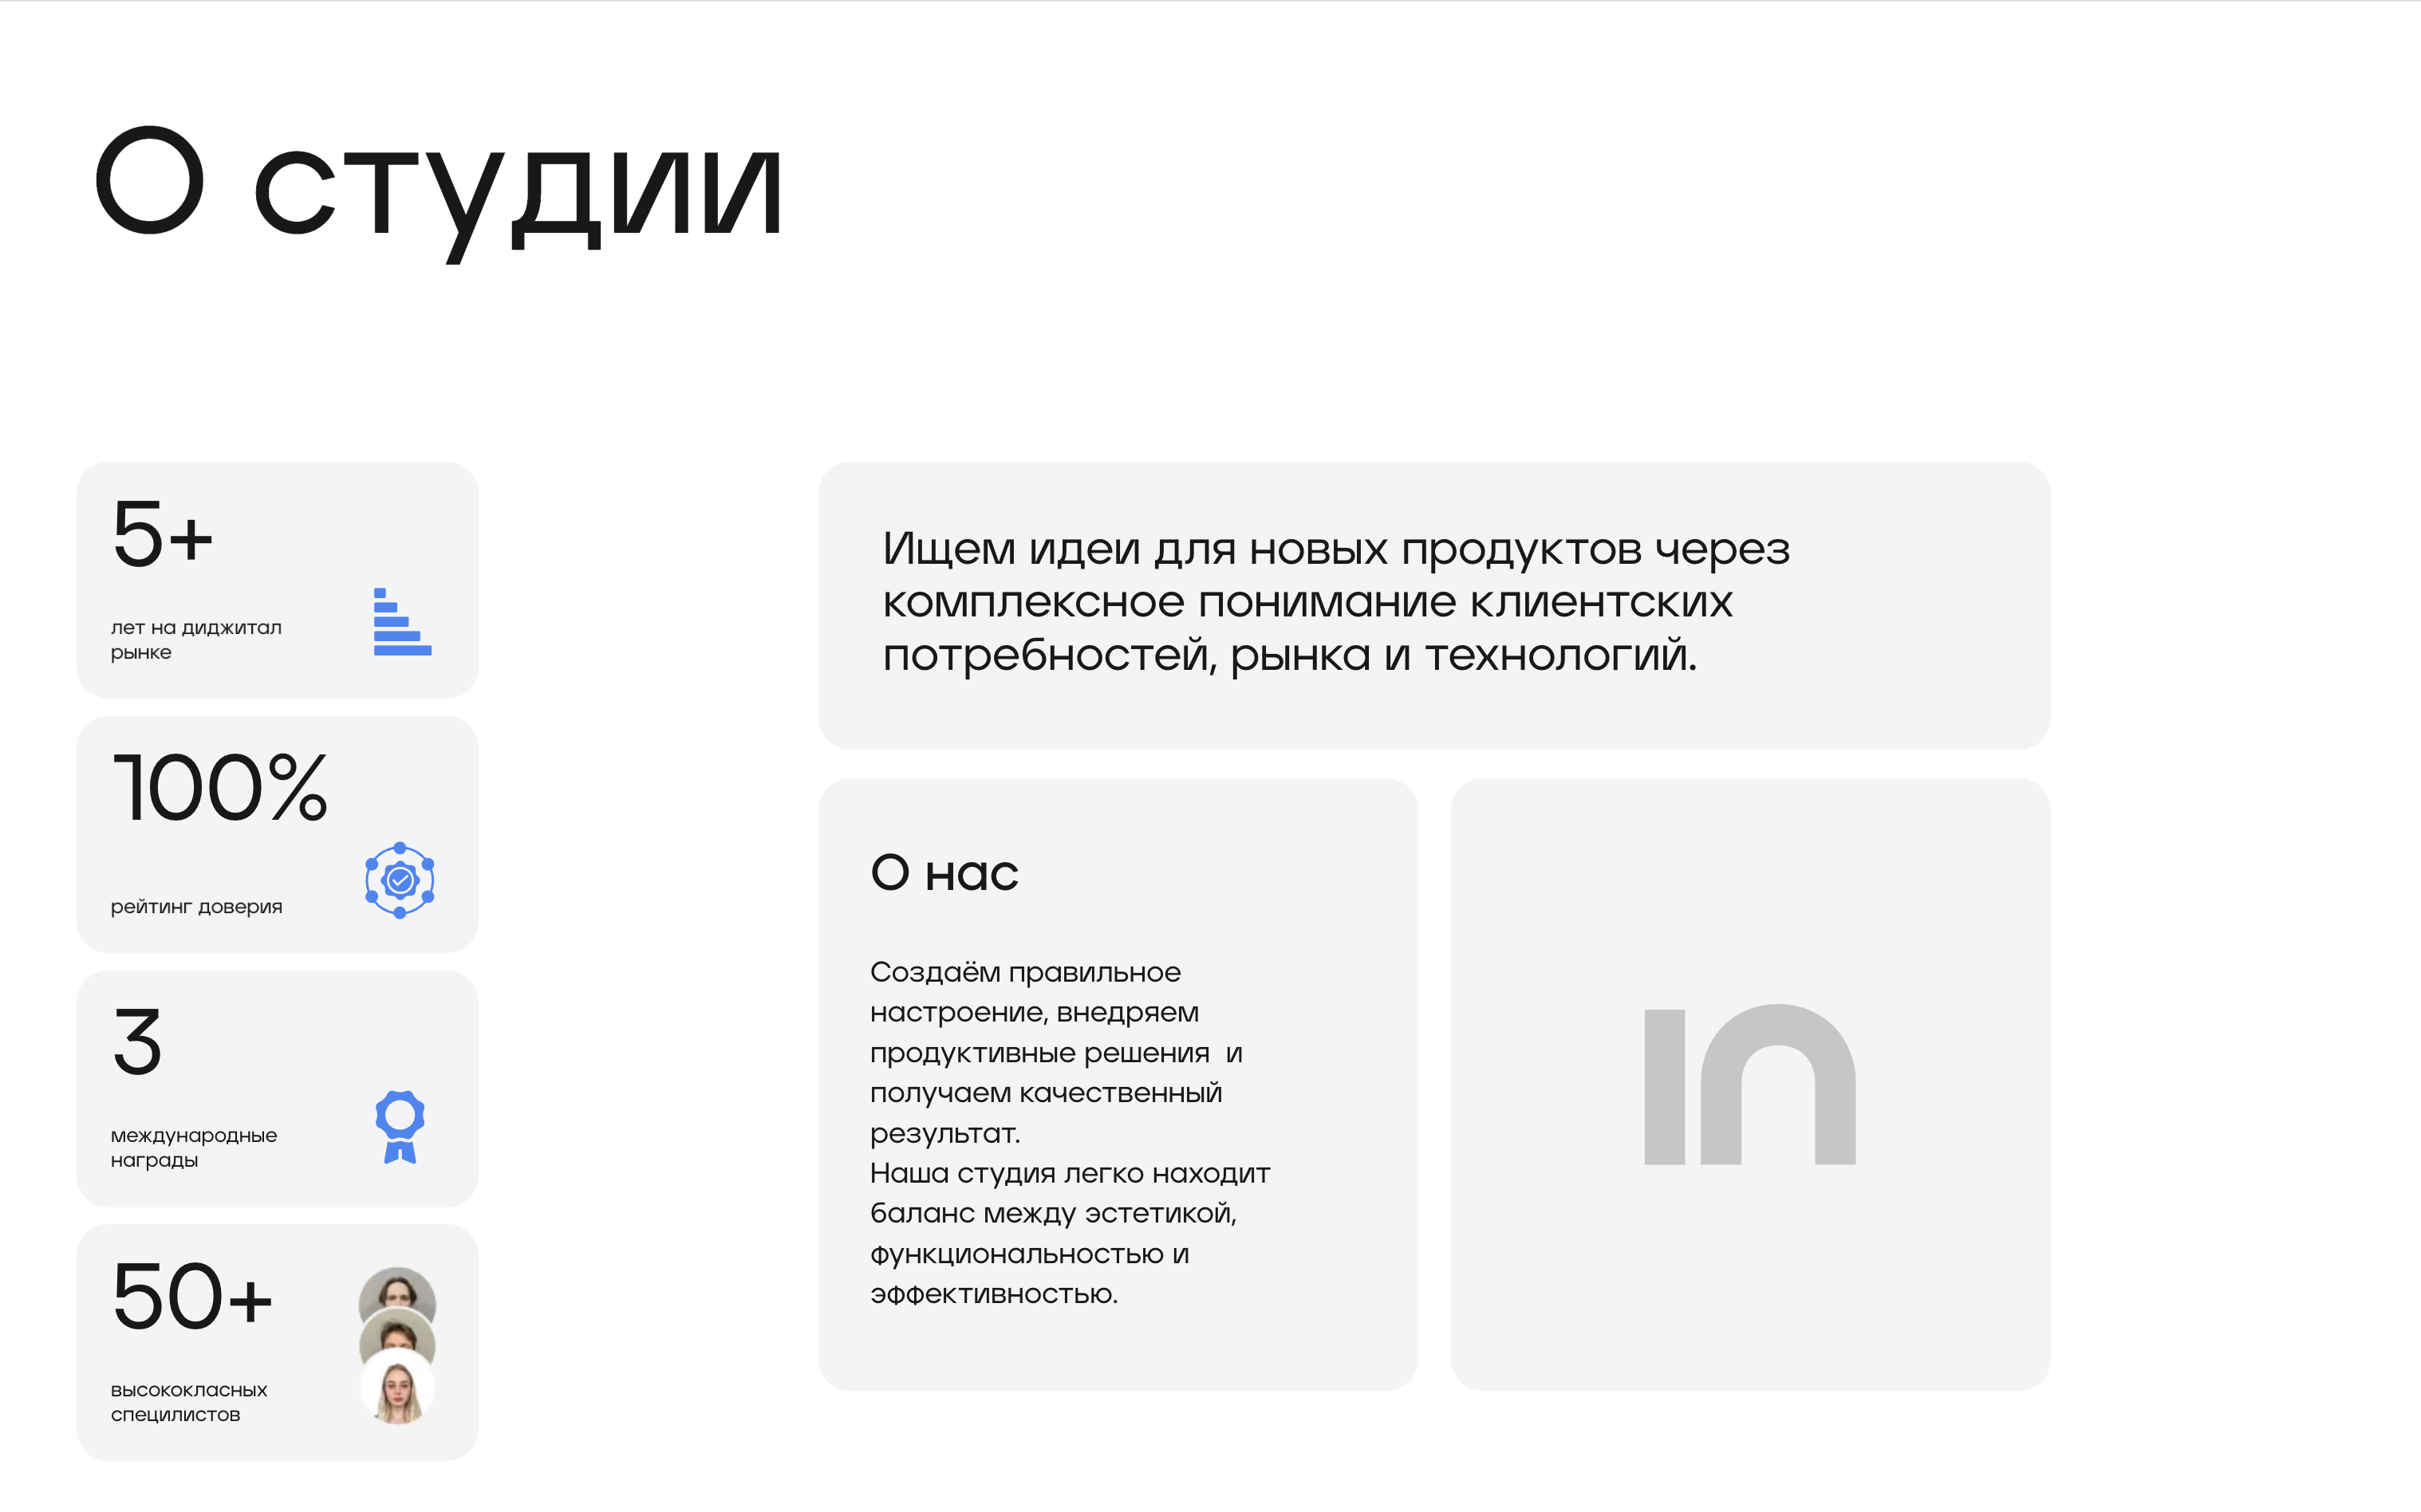 О студии
5+
лет на диджитал
рынке
100%
рейтинг доверия
3
международные
награды
50+
высококласных
специлистов
Ищем идеи для новых продуктов через
комплексное понимание клиентских
потребностей, рынка и технологий.
О нас
Создаём правильное
настроение, внедряем
продуктивные решения  и
получаем качественный
результат.
Наша студия легко находит
баланс между эстетикой,
функциональностью и
эффективностью.
in